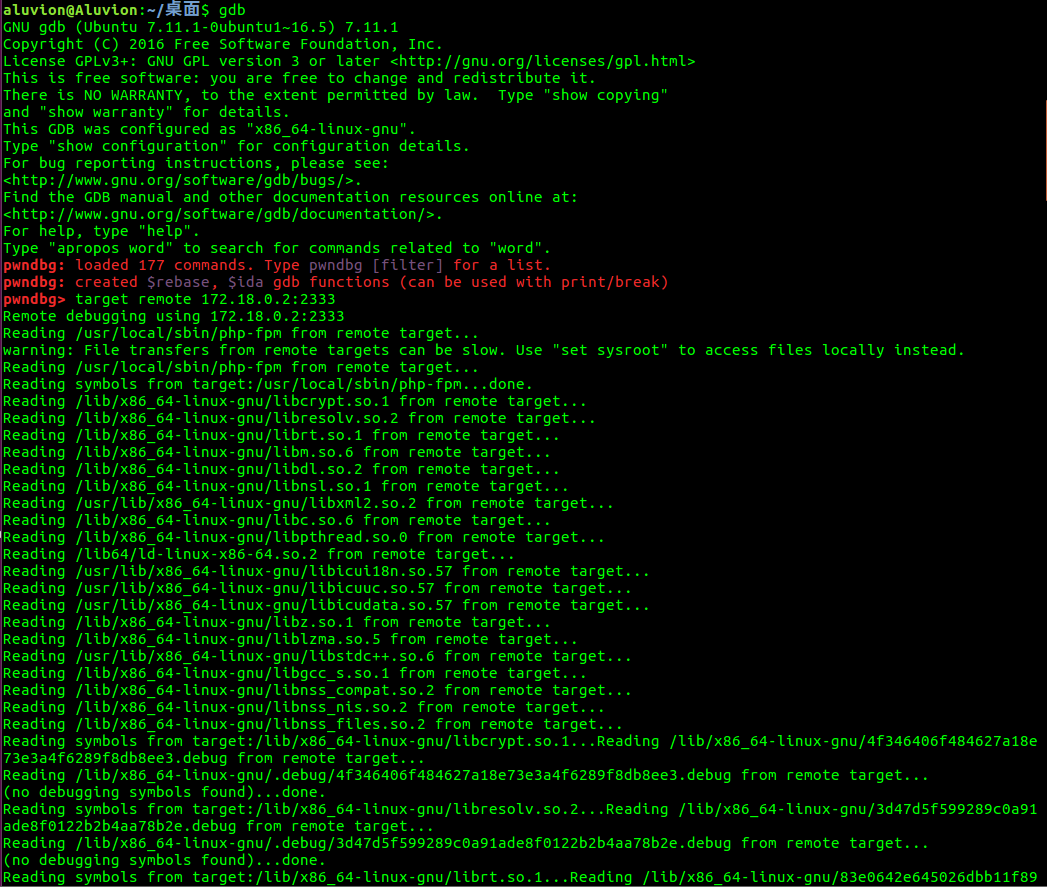 aluvion@Aluvion:~/桌面$ gdb
GNU gdb (Ubuntu 7.11.1-0ubuntu1~16.5) 7.11.1
Copyright (C) 2016 Free Software Foundation, Inc.
License GPLv3+: GNU GPL version 3 or later <http://gnu.org/licenses/gpl.html>
This is free software: you are free to change and redistribute it.
There is NO WARRANTY, to the extent permitted by law.  Type "show copying"
and "show warranty" for details.
This GDB was configured as "x86_64-linux-gnu".
Type "show configuration" for configuration details.
For bug reporting instructions, please see:
<http://www.gnu.org/software/gdb/bugs/>.
Find the GDB manual and other documentation resources online at:
<http://www.gnu.org/software/gdb/documentation/>.
For help, type "help".
Type "apropos word" to search for commands related to "word".
pwndbg: loaded 177 commands. Type pwndbg [filter] for a list.
pwndbg: created $rebase, $ida gdb functions (can be used with print/break)
pwndbg> target remote 172.18.0.2:2333
Remote debugging using 172.18.0.2:2333
Reading /usr/local/sbin/php-fpm from remote target...
warning: File transfers from remote targets can be slow. Use "set sysroot" to access files locally instead.
Reading /usr/local/sbin/php-fpm from remote target...
Reading symbols from target:/usr/local/sbin/php-fpm...done.
Reading /lib/x86_64-linux-gnu/libcrypt.so.1 from remote target...
Reading /lib/x86_64-linux-gnu/libresolv.so.2 from remote target...
Reading /lib/x86_64-linux-gnu/librt.so.1 from remote target...
Reading /lib/x86_64-linux-gnu/libm.so.6 from remote target...
Reading /lib/x86_64-linux-gnu/libdl.so.2 from remote target...
Reading /lib/x86_64-linux-gnu/libnsl.so.1 from remote target...
Reading /usr/lib/x86_64-linux-gnu/libxml2.so.2 from remote target...
Reading /lib/x86_64-linux-gnu/libc.so.6 from remote target...
Reading /lib/x86_64-linux-gnu/libpthread.so.0 from remote target...
Reading /lib64/ld-linux-x86-64.so.2 from remote target...
Reading /usr/lib/x86_64-linux-gnu/libicui18n.so.57 from remote target...
Reading /usr/lib/x86_64-linux-gnu/libicuuc.so.57 from remote target...
Reading /usr/lib/x86_64-linux-gnu/libicudata.so.57 from remote target...
Reading /lib/x86_64-linux-gnu/libz.so.1 from remote target...
Reading /lib/x86_64-linux-gnu/liblzma.so.5 from remote target...
Reading /usr/lib/x86_64-linux-gnu/libstdc++.so.6 from remote target...
Reading /lib/x86_64-linux-gnu/libgcc_s.so.1 from remote target...
Reading /lib/x86_64-linux-gnu/libnss_compat.so.2 from remote target...
Reading /lib/x86_64-linux-gnu/libnss_nis.so.2 from remote target...
Reading /lib/x86_64-linux-gnu/libnss_files.so.2 from remote target...
Reading symbols from target:/lib/x86_64-linux-gnu/libcrypt.so.1...Reading /lib/x86_64-linux-gnu/4f346406f484627a18e
73e3a4f6289f8db8ee3.debug from remote target...
Reading /lib/x86_64-linux-gnu/.debug/4f346406f484627a18e73e3a4f6289f8db8ee3.debug from remote target...
(no debugging symbols found)...done.
Reading symbols from target:/lib/x86_64-linux-gnu/libresolv.so.2...Reading /lib/x86_64-linux-gnu/3d47d5f599289c0a91
ade8f0122b2b4aa78b2e.debug from remote target...
Reading /lib/x86_64-linux-gnu/.debug/3d47d5f599289c0a91ade8f0122b2b4aa78b2e.debug from remote target...
(no debugging symbols found)...done.
Reading symbols from target:/lib/x86_64-linux-gnu/librt.so.1...Reading /lib/x86_64-linux-gnu/83e0642e645026dbb11f89